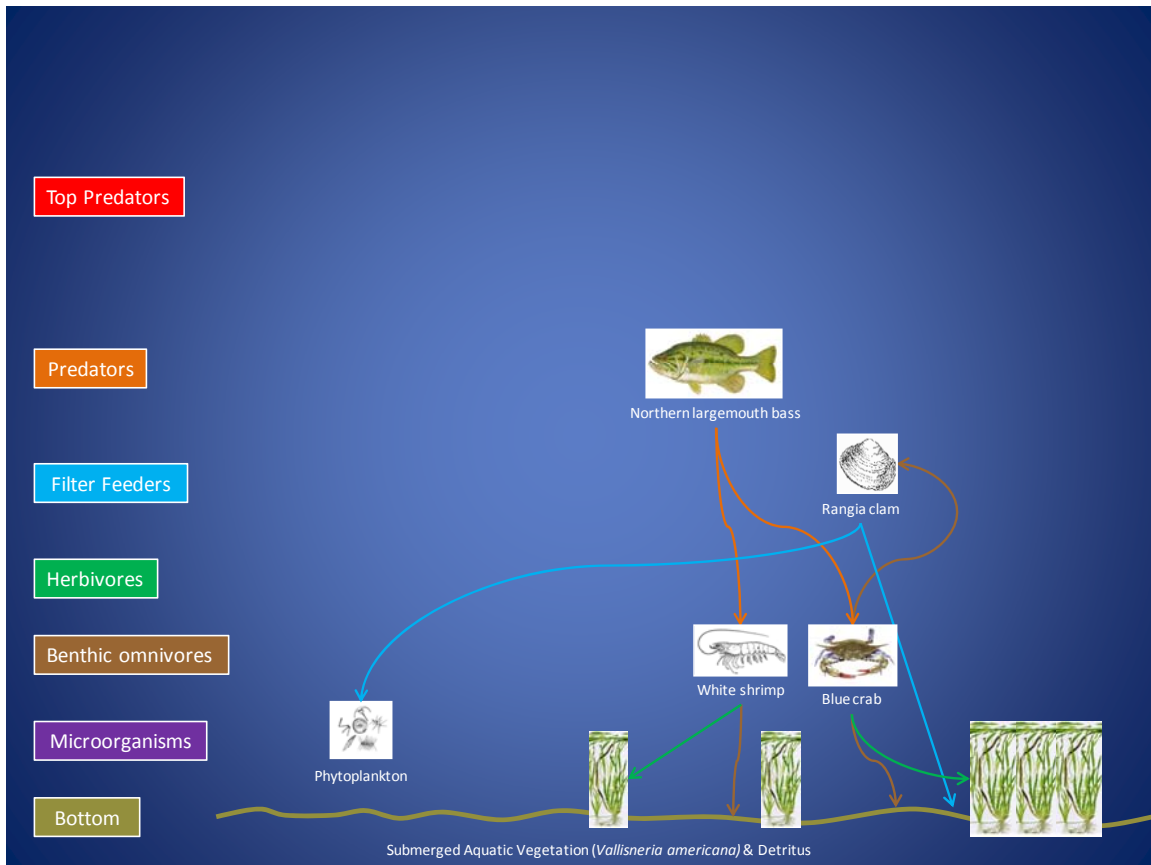 Top Predators
Predators
Northern largemouth bass
Filter Feeders
Rangia clam
Herbivores
Benthic omnivores
White shrimp
Blue crab
Microorganisms
Phytoplankton
Bottom
Submerged Aquatic Vegetation (Vallisneria americana) & Detritus